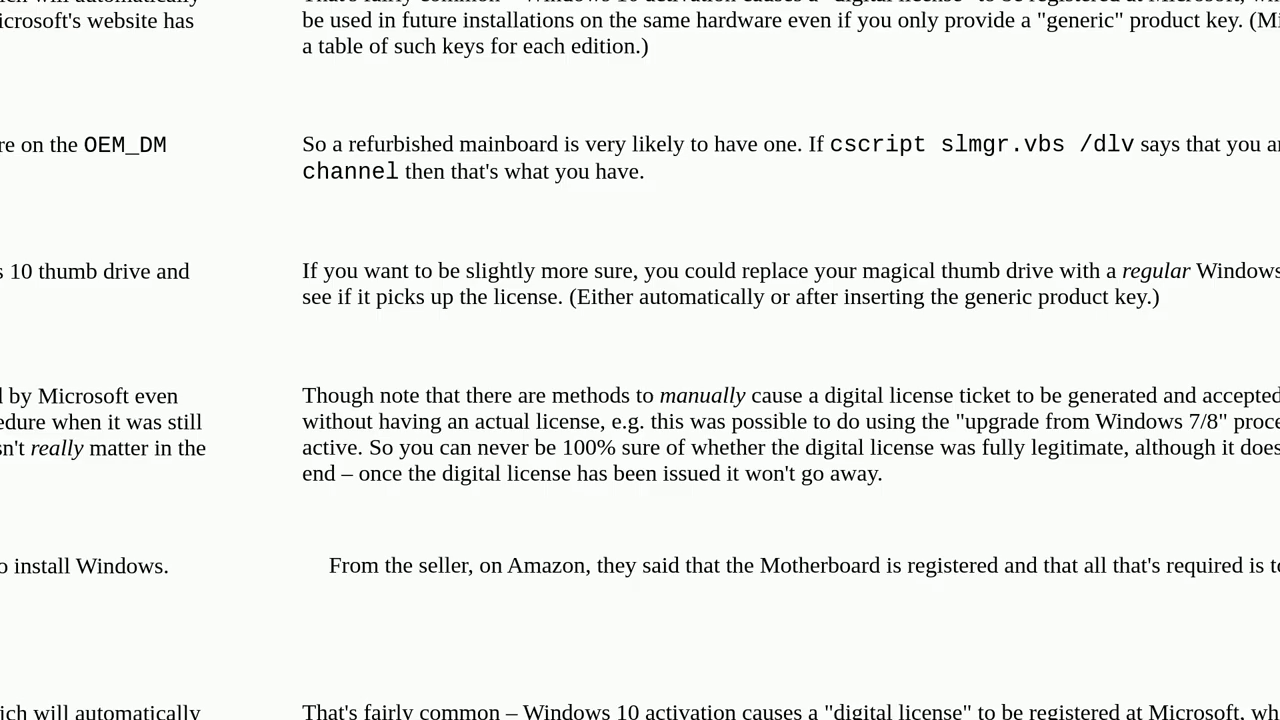 icrosoft's website has
re on the OEM_DM
s 10 thumb drive and
l by Microsoft even
edure when it was still
sn't really matter in the
o install Windows.
ich will automatically
be used in future installations on the same hardware even if you only provide a "generic" product key. (Mi
a table of such keys for each edition.)
So a refurbished mainboard is very likely to have one. If cscript slmgr.vbs /dlv says that you ar
channel then that's what you have.
If you want to be slightly more sure, you could replace your magical thumb drive with a regular Windows
see if it picks up the license. (Either automatically or after inserting the generic product key.)
Though note that there are methods to manually cause a digital license ticket to be generated and accepted
without having an actual license, e.g. this was possible to do using the "upgrade from Windows 7/8" proce
active. So you can never be 100% sure of whether the digital license was fully legitimate, although it does
end – once the digital license has been issued it won't go away.
From the seller, on Amazon, they said that the Motherboard is registered and that all that's required is to
That's fairly common – Windows 10 activation causes a "digital license" to be registered at Microsoft, wh